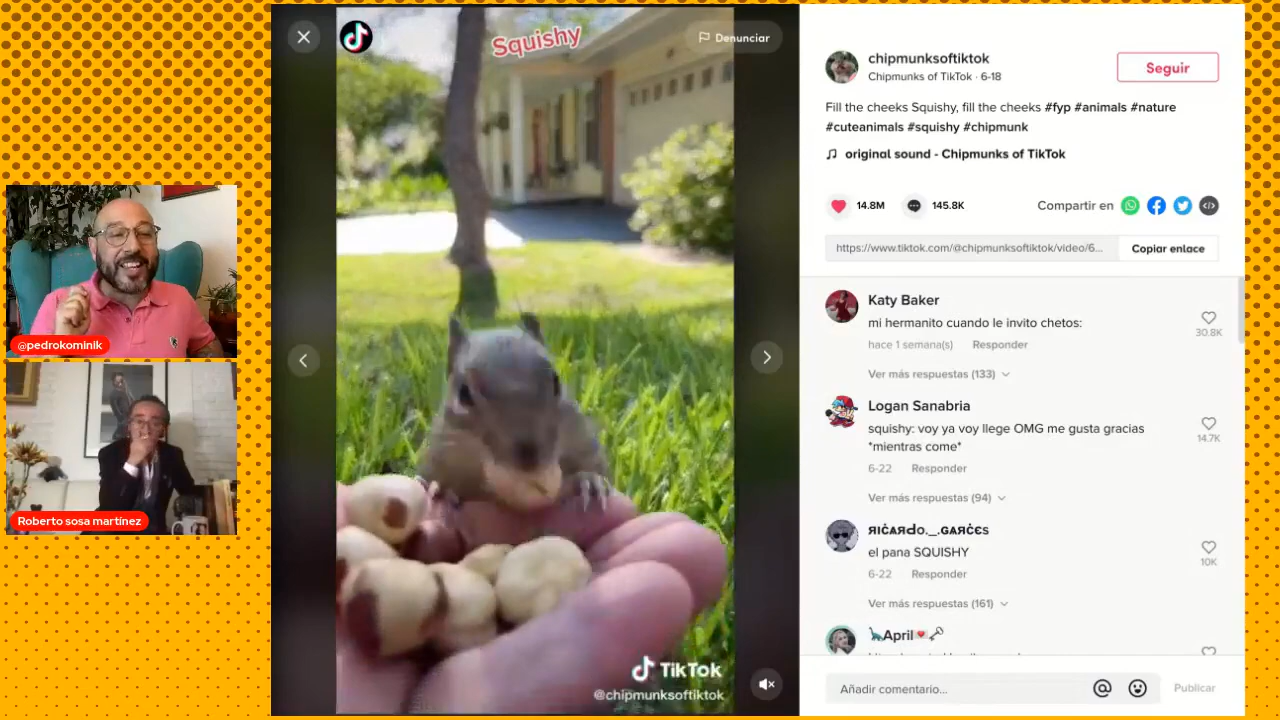 @pedrokominik
Roberto sosa martínez
Squishy
Denunciar
TikTok
@chipmunksoftiktok
chipmunksoftiktok
Chipmunks of TikTok · 6-18
Seguir
Fill the cheeks Squishy, fill the cheeks #fyp #animals #nature
#cuteanimals #squishy #chipmunk
original sound - Chipmunks of TikTok
14.8M
145.8K
Compartir en
https://www.tiktok.com/@chipmunksoftiktok/video/6...
Copiar enlace
Katy Baker
mi hermanito cuando le invito chetos:
30.8K
hace 1 semana(s) Responder
Ver más respuestas (133)
Logan Sanabria
squishy: voy ya voy llege OMG me gusta gracias
*mientras come*
14.7K
6-22 Responder
Ver más respuestas (94)
ЯIĊΛЯԀO._.ԌΛЯĊЄS
el pana SQUISHY
10K
6-22 Responder
Ver más respuestas (161)
🦕April💌🗝
Añadir comentario...
Publicar